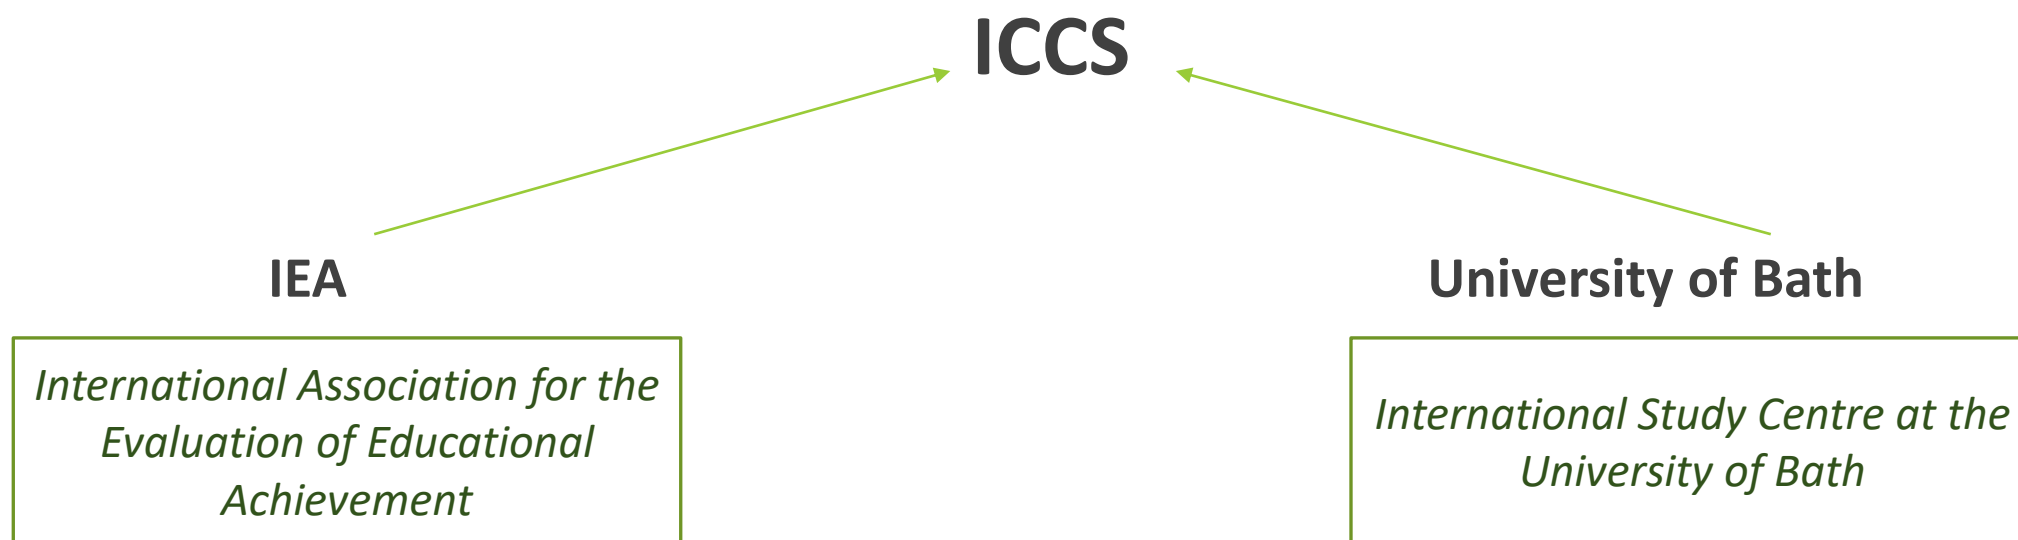 ICCS
IEA
University of Bath
International Association for the
Evaluation of Educational
Achievement
International Study Centre at the
University of Bath